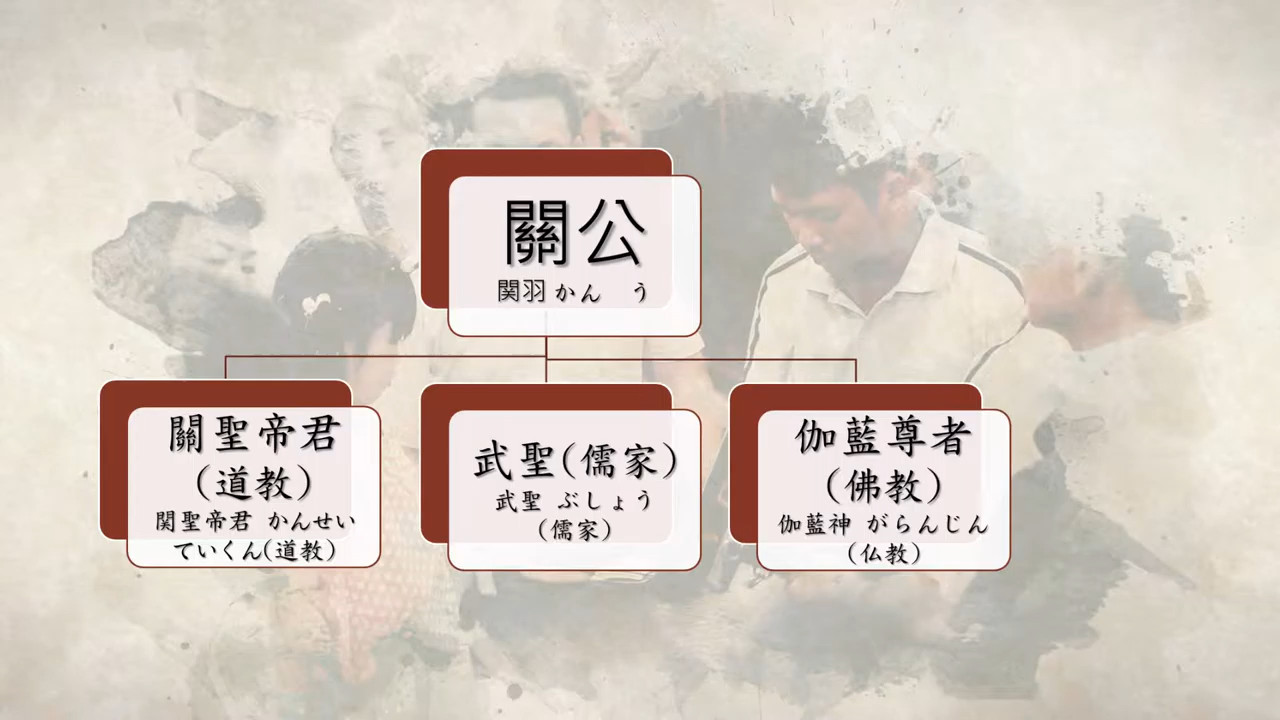 關公
関羽 かん　う
關聖帝君
(道教)
関聖帝君 かんせい
ていくん(道教)
武聖(儒家)
武聖 ぶしょう
(儒家)
伽藍尊者
(佛教)
伽藍神 がらんじん
(仏教)